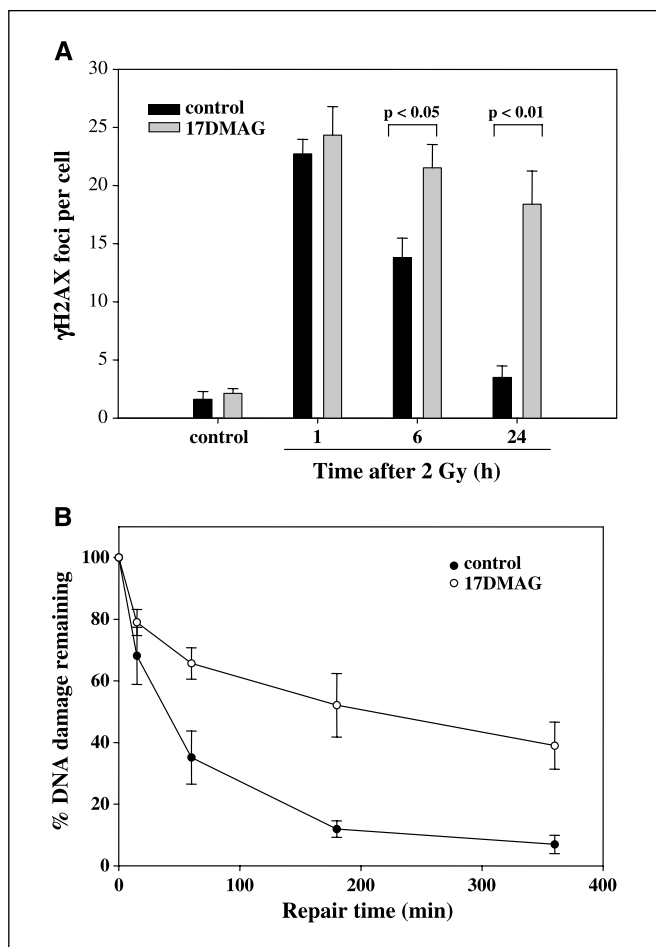 A
30
25
20
15
10
5
0
γH2AX foci per cell
control
17DMAG
p < 0.05
p < 0.01
control
1
6
24
Time after 2 Gy (h)
B
100
80
60
40
20
0
% DNA damage remaining
control
17DMAG
0
100
200
300
400
Repair time (min)